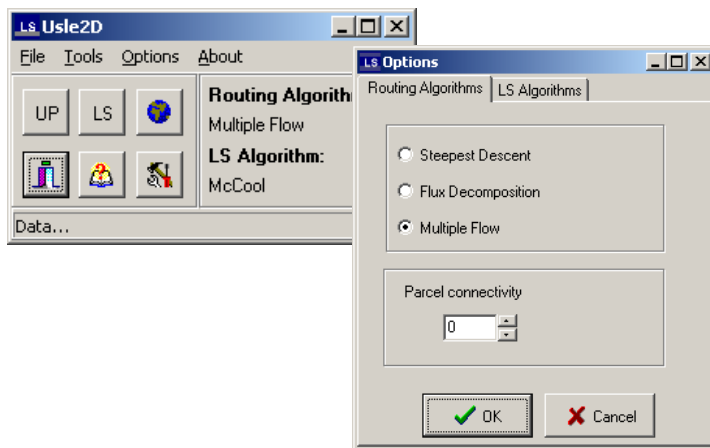 LS Usle2D
File Tools Options About
UP LS
Routing Algorith
Multiple Flow
LS Algorithm:
McCool
Data...
LS Options
Routing Algorithms LS Algorithms
Steepest Descent
Flux Decomposition
Multiple Flow
Parcel connectivity
0
OK Cancel